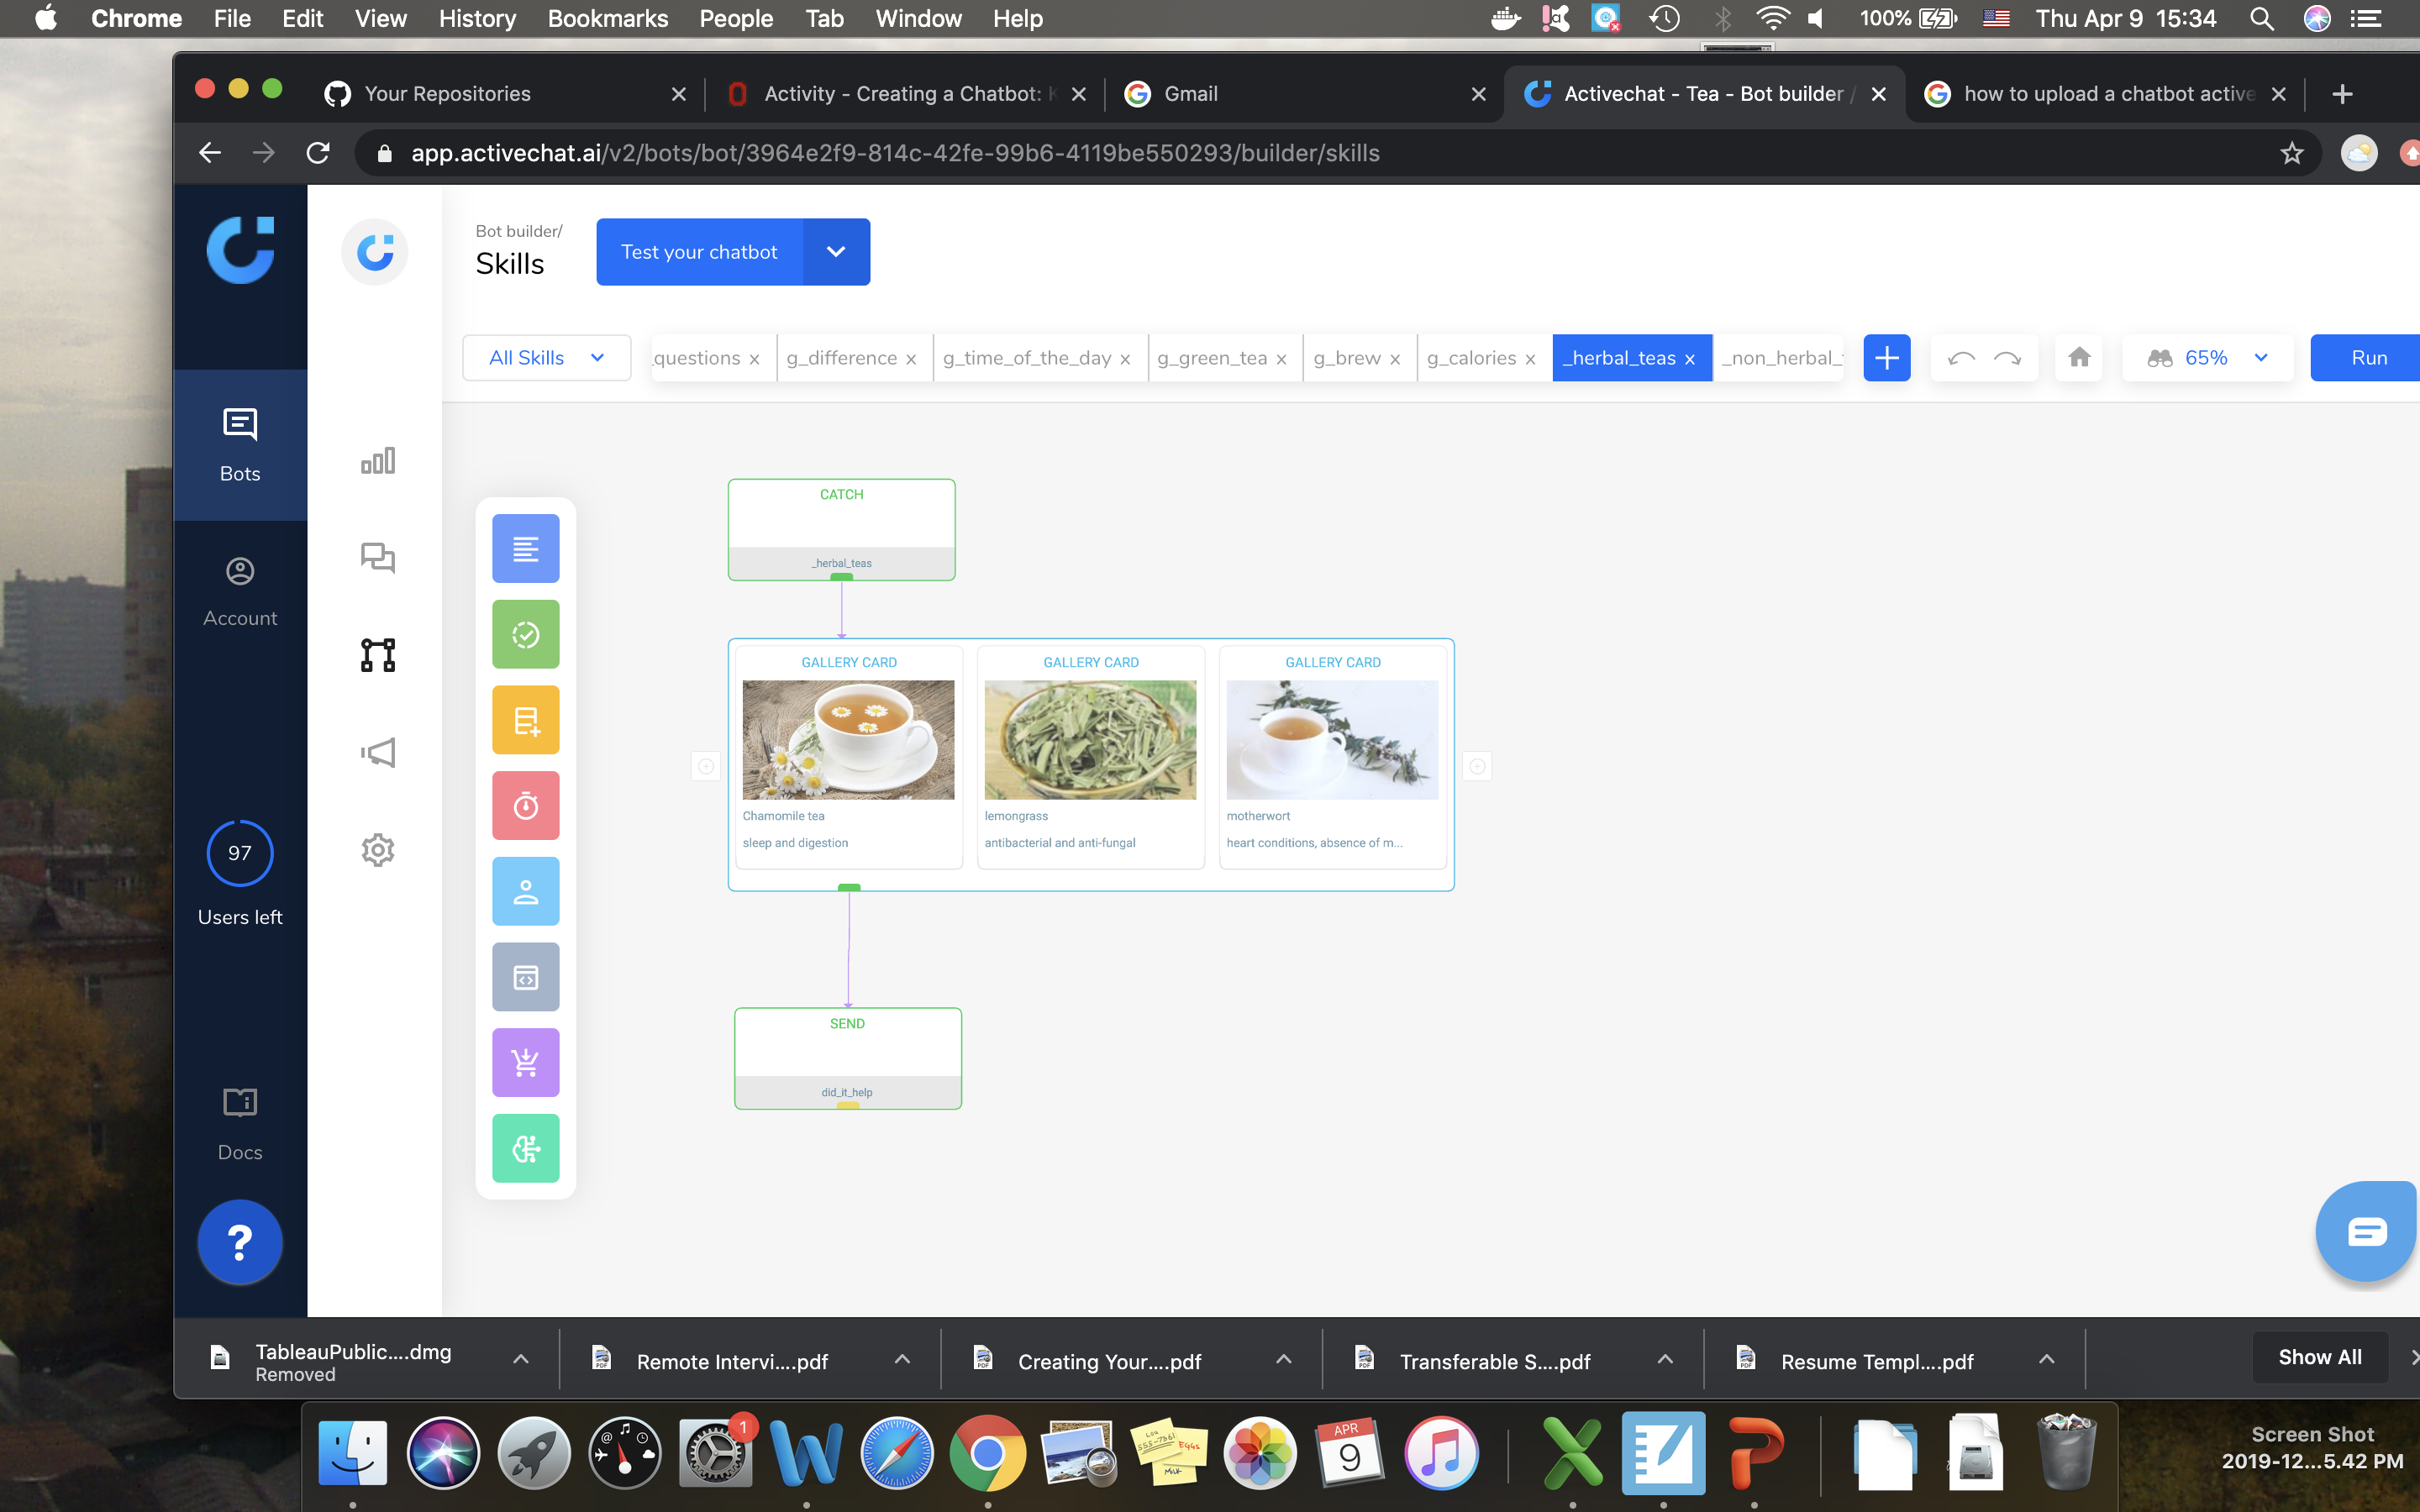 Chrome File Edit View History Bookmarks People Tab Window Help 100% Thu Apr 9 15:34
Your Repositories Activity - Creating a Chatbot: Gmail Activechat - Tea - Bot builder / how to upload a chatbot active
app.activechat.ai/v2/bots/bot/3964e2f9-814c-42fe-99b6-4119be550293/builder/skills
Bot builder/
Skills
Test your chatbot
All Skills
_questions x g_difference x g_time_of_the_day x g_green_tea x g_brew x g_calories x _herbal_teas x _non_herbal_
65%
Run
Bots
Account
97
Users left
Docs
?
CATCH
_herbal_teas
GALLERY CARD GALLERY CARD GALLERY CARD
Chamomile tea lemongrass motherwort
sleep and digestion antibacterial and anti-fungal heart conditions, absence of m...
SEND
did_it_help
TableauPublic....dmg
Removed
Remote Intervi....pdf
Creating Your....pdf
Transferable S....pdf
Resume Templ....pdf
Show All
1
APR
9
Screen Shot
2019-12...5.42 PM